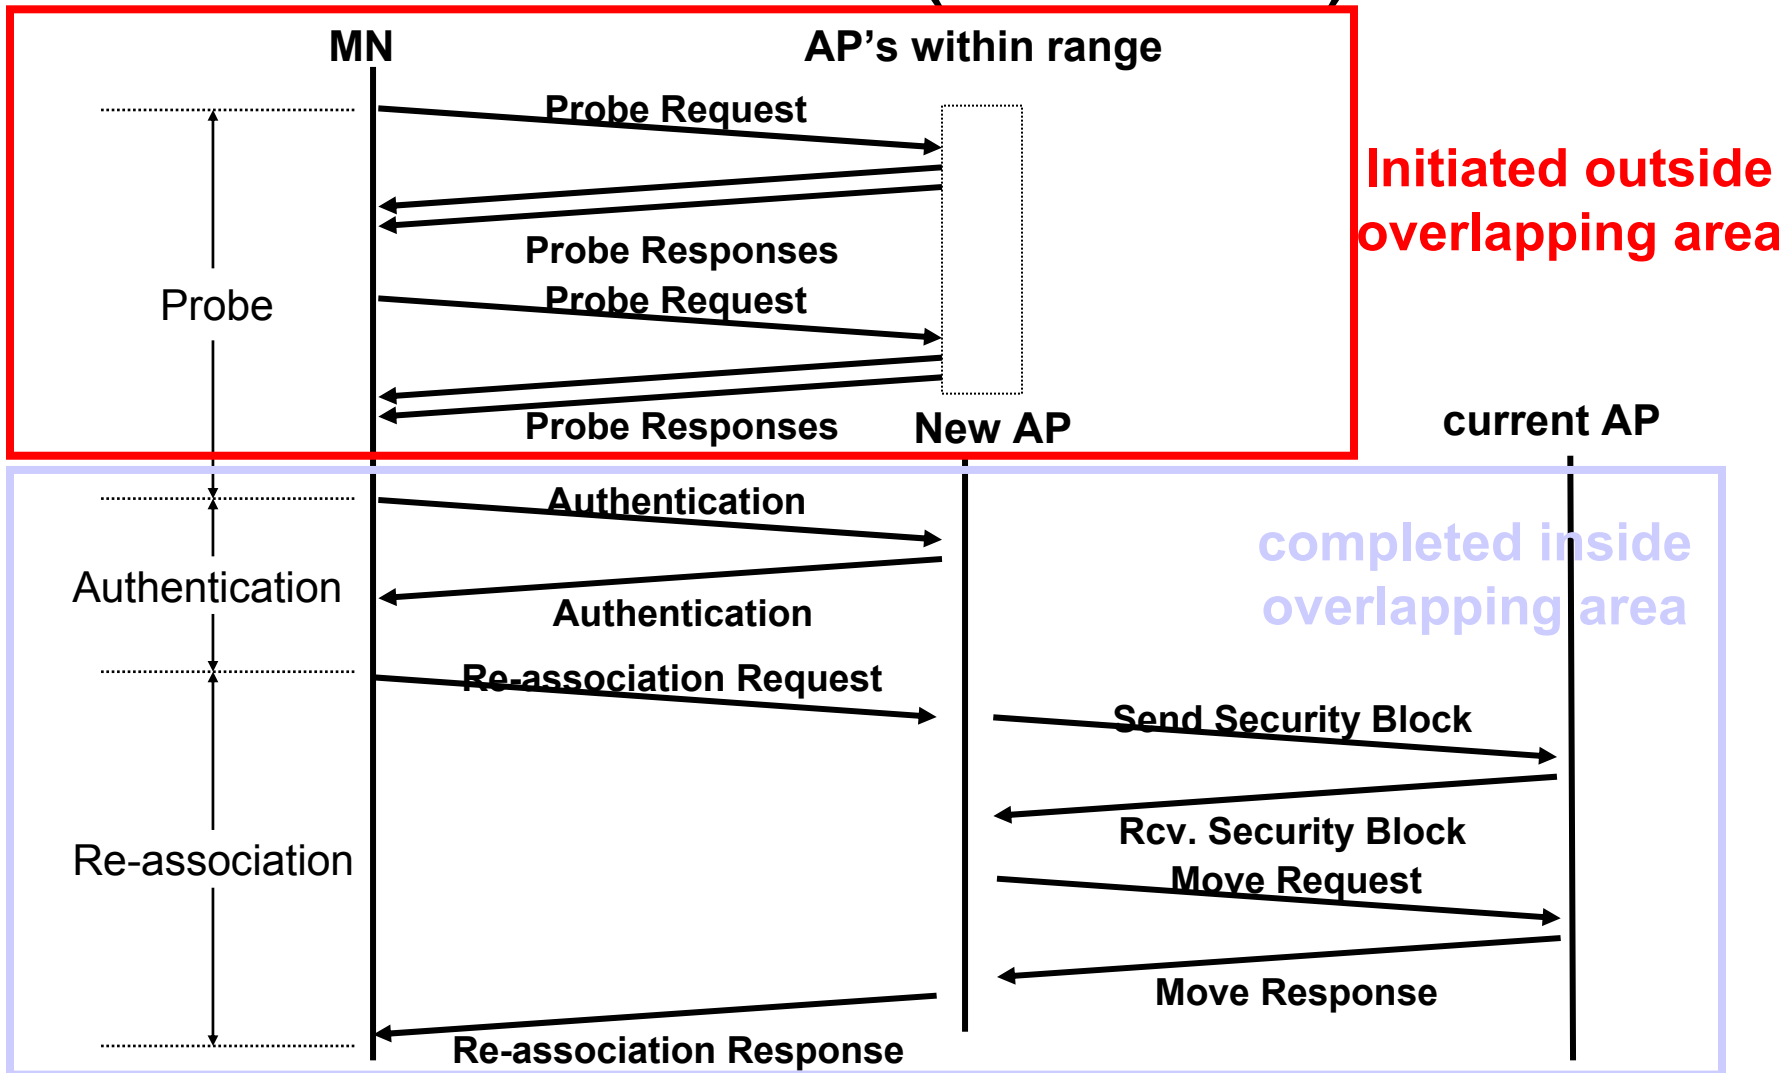 MN
AP's within range
Probe Request
Initiated outside
overlapping area
Probe Responses
Probe Request
Probe
Probe Responses
New AP
current AP
Authentication
completed inside
overlapping area
Authentication
Authentication
Re-association Request
Send Security Block
Rcv. Security Block
Re-association
Move Request
Move Response
Re-association Response